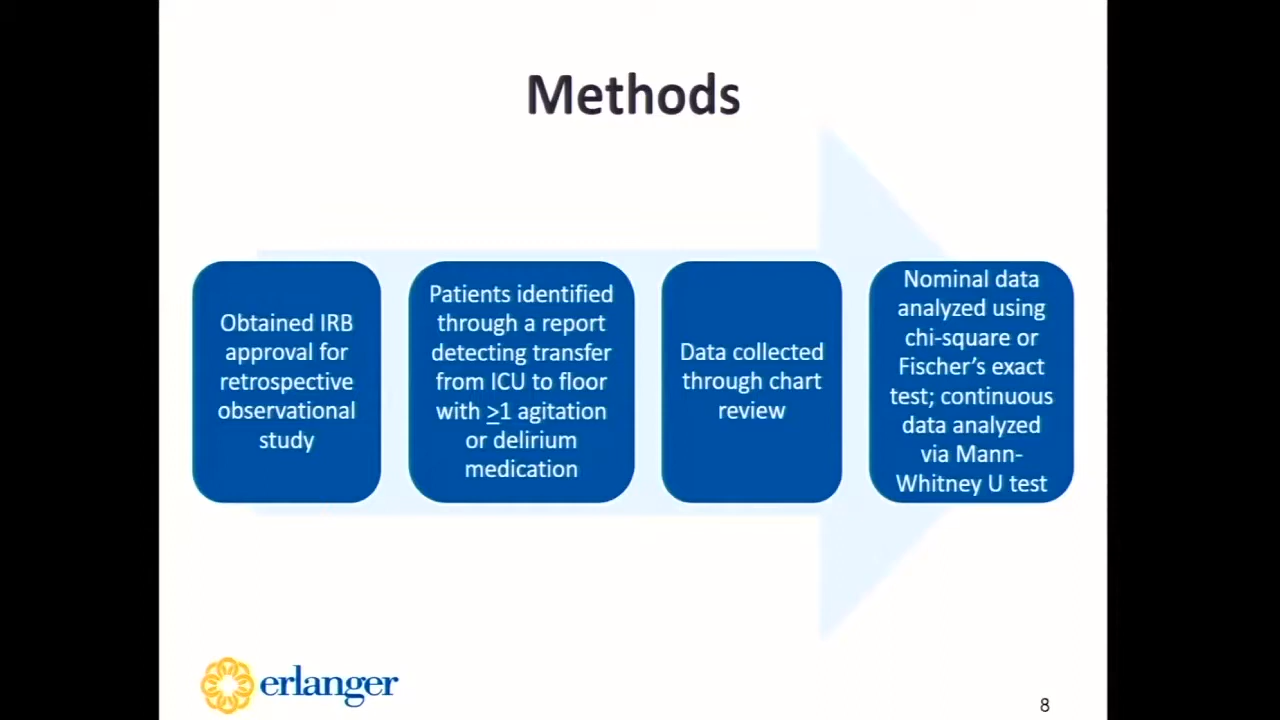 Methods
Obtained IRB
approval for
retrospective
observational
study
Patients identified
through a report
detecting transfer
from ICU to floor
with >1 agitation
or delirium
medication
Data collected
through chart
review
Nominal data
analyzed using
chi-square or
Fischer’s exact
test; continuous
data analyzed
via Mann-
Whitney U test
erlanger
8